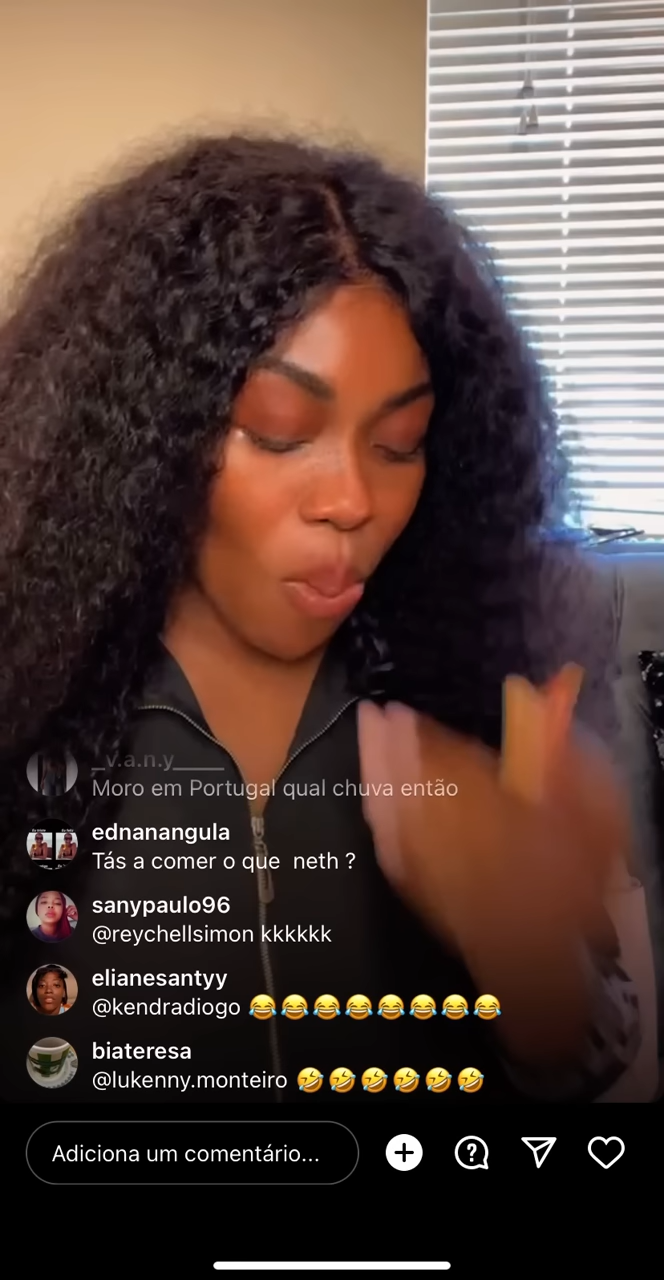 _v.a.n.y_____
Moro em Portugal qual chuva então
ednanangula
Tás a comer o que neth ?
sanypaulo96
@reychellsimon kkkkkk
elianesantyy
@kendradiogo 😂😂😂😂😂😂😂😂
biateresa
@lukenny.monteiro 🤣🤣🤣🤣🤣🤣
Adiciona um comentário...